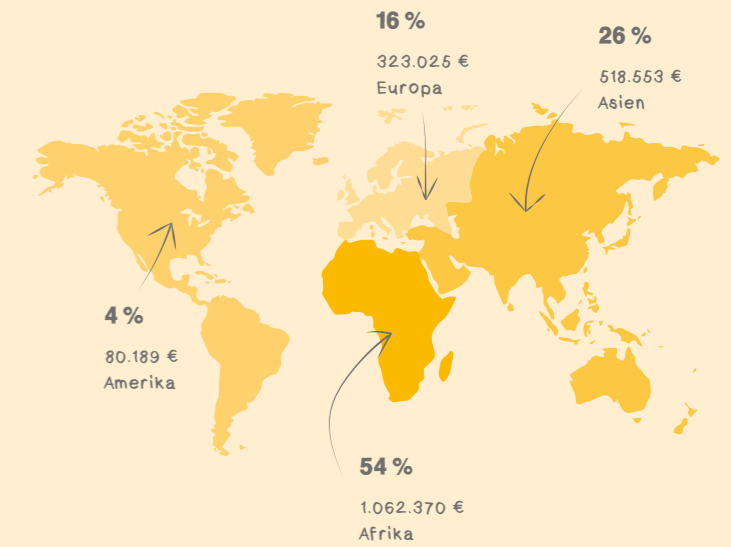 16 %
323.025 €
Europa
26 %
518.553 €
Asien
4 %
80.189 €
Amerika
54 %
1.062.370 €
Afrika